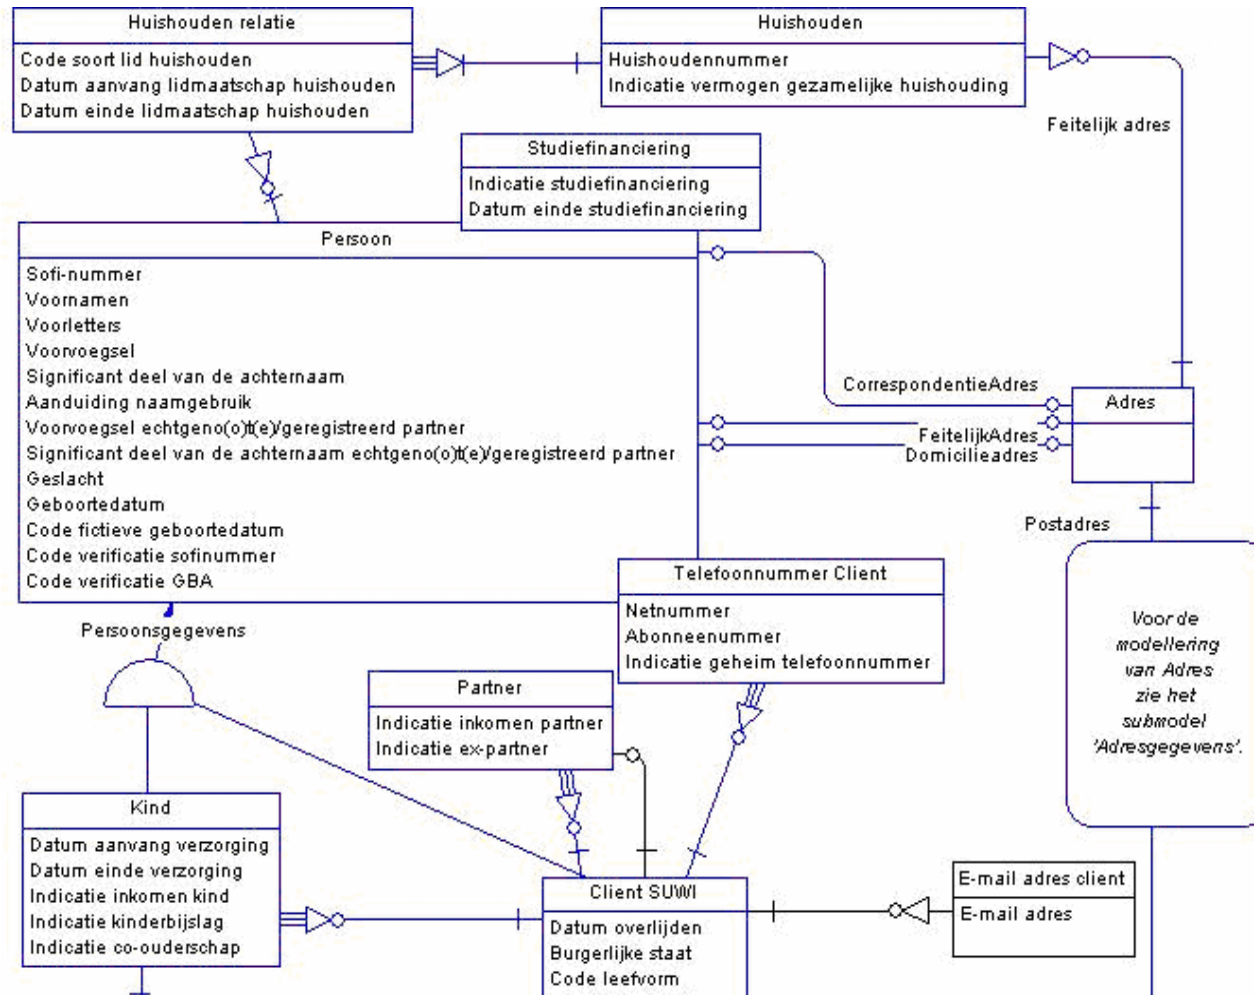 Huishouden relatie
Code soort lid huishouden
Datum aanvang lidmaatschap huishouden
Datum einde lidmaatschap huishouden
Huishouden
Huishoudennummer
Indicatie vermogen gezamelijke huishouding
Feitelijk adres
Studiefinanciering
Indicatie studiefinanciering
Datum einde studiefinanciering
Persoon
Sofi-nummer
Voornamen
Voorletters
Voorvoegsel
Significant deel van de achternaam
Aanduiding naamgebruik
Voorvoegsel echtgeno(o)t(e)/geregistreerd partner
Significant deel van de achternaam echtgeno(o)t(e)/geregistreerd partner
Geslacht
Geboortedatum
Code fictieve geboortedatum
Code verificatie sofinummer
Code verificatie GBA
CorrespondentieAdres
FeitelijkAdres
Domicilieadres
Adres
Postadres
Voor de
modellering
van Adres
zie het
submodel
'Adresgegevens'.
Telefoonnummer Client
Netnummer
Abonneenummer
Indicatie geheim telefoonnummer
Persoonsgegevens
Partner
Indicatie inkomen partner
Indicatie ex-partner
Kind
Datum aanvang verzorging
Datum einde verzorging
Indicatie inkomen kind
Indicatie kinderbijslag
Indicatie co-ouderschap
Client SUWI
Datum overlijden
Burgerlijke staat
Code leefvorm
E-mail adres client
E-mail adres